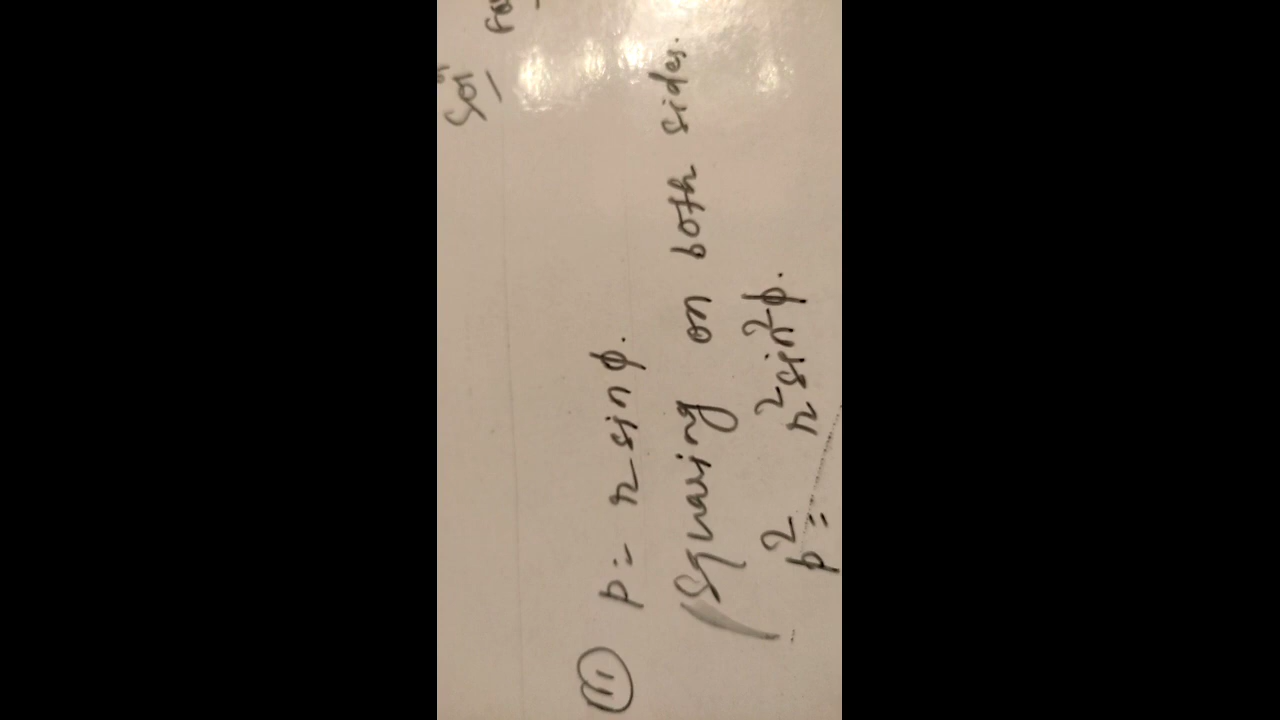 (ii) p = r sin φ.
Squaring on both sides.
p² = r² sin² φ.